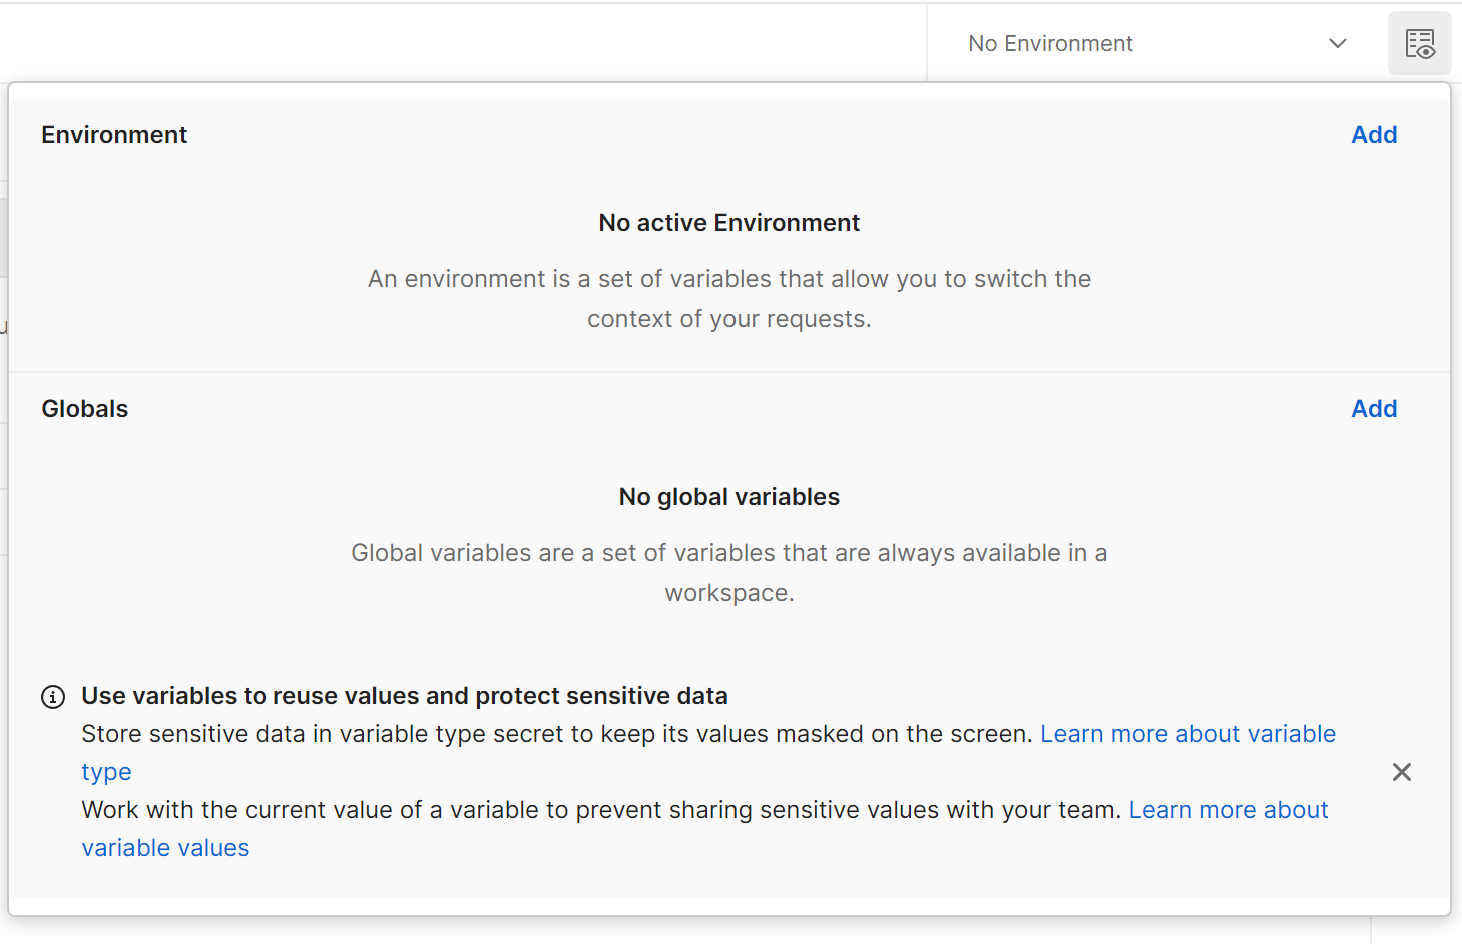 No Environment
Environment
Add
No active Environment
An environment is a set of variables that allow you to switch the
context of your requests.
Globals
Add
No global variables
Global variables are a set of variables that are always available in a
workspace.
Use variables to reuse values and protect sensitive data
Store sensitive data in variable type secret to keep its values masked on the screen. Learn more about variable
type
Work with the current value of a variable to prevent sharing sensitive values with your team. Learn more about
variable values